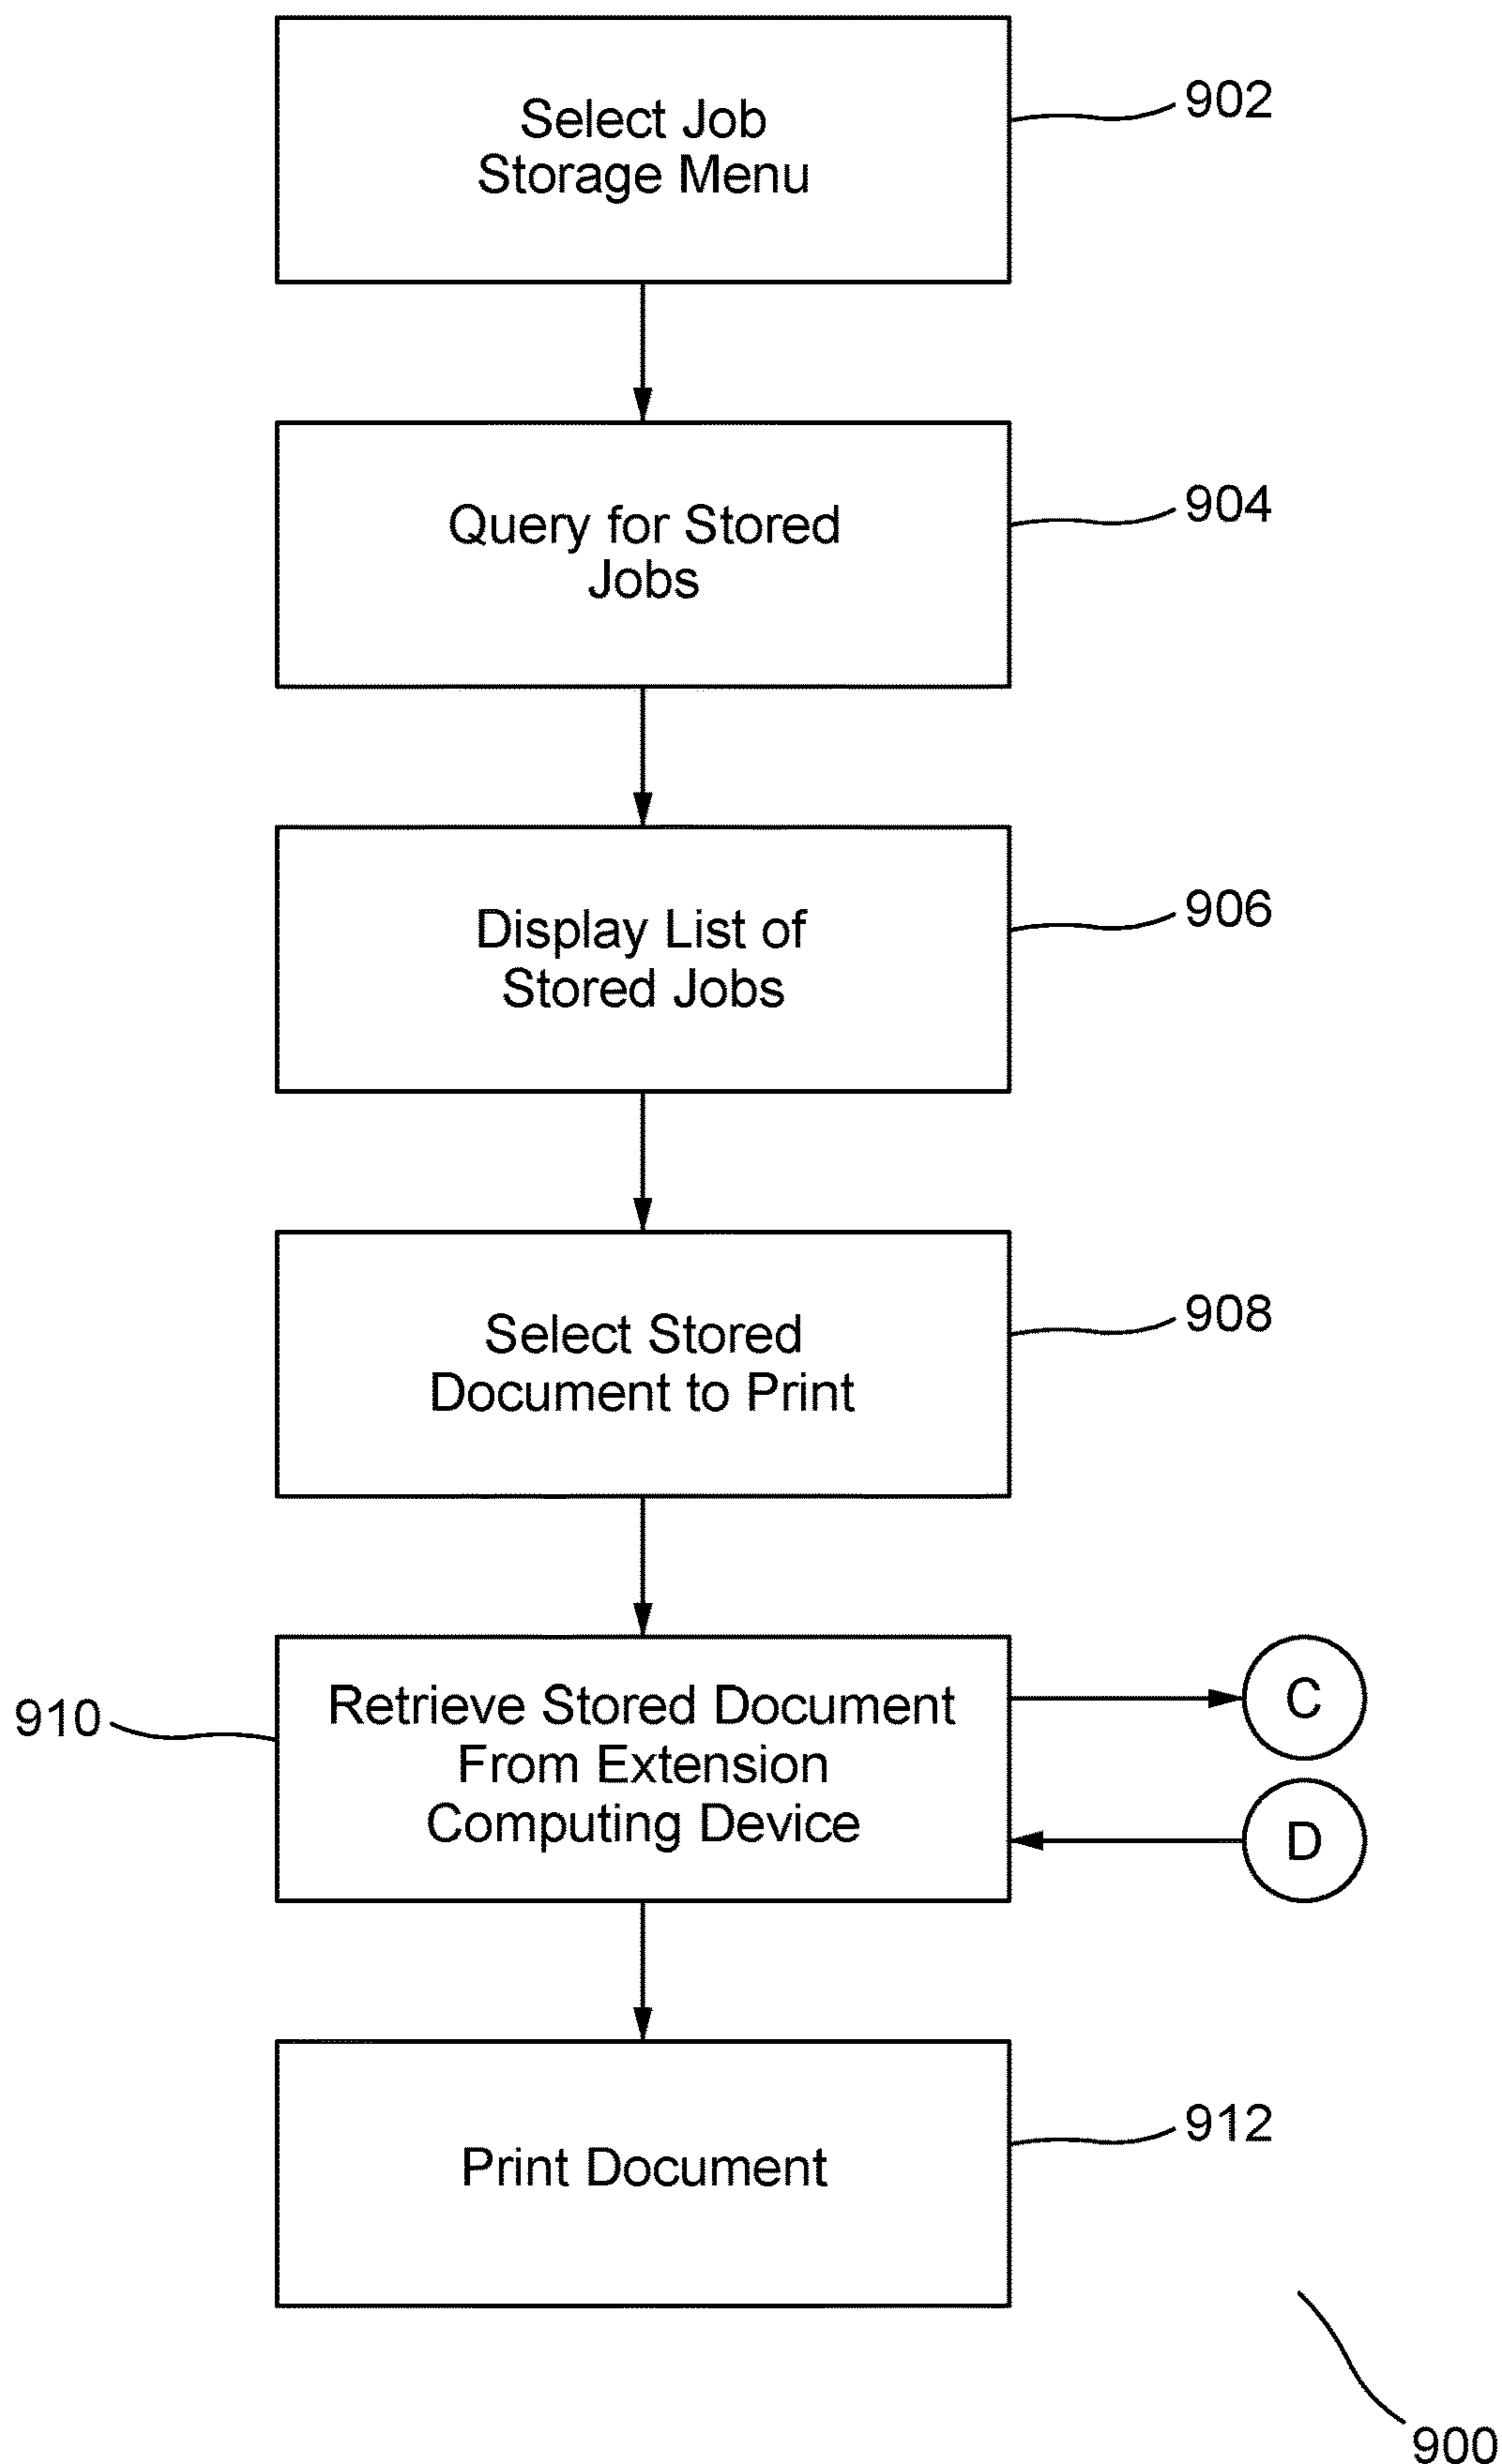 Select Job
Storage Menu
902
Query for Stored
Jobs
904
Display List of
Stored Jobs
906
Select Stored
Document to Print
908
910
Retrieve Stored Document
From Extension
Computing Device
C
D
Print Document
912
900